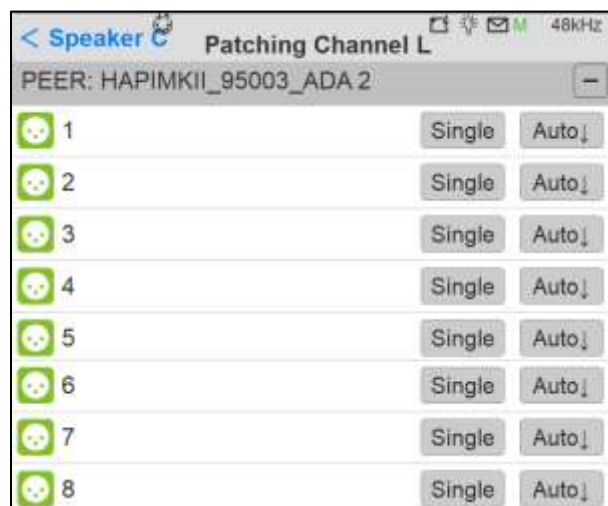 < Speaker C Patching Channel L M 48kHz
PEER: HAPIMKII_95003_ADA 2 −
1 Single Auto↓
2 Single Auto↓
3 Single Auto↓
4 Single Auto↓
5 Single Auto↓
6 Single Auto↓
7 Single Auto↓
8 Single Auto↓